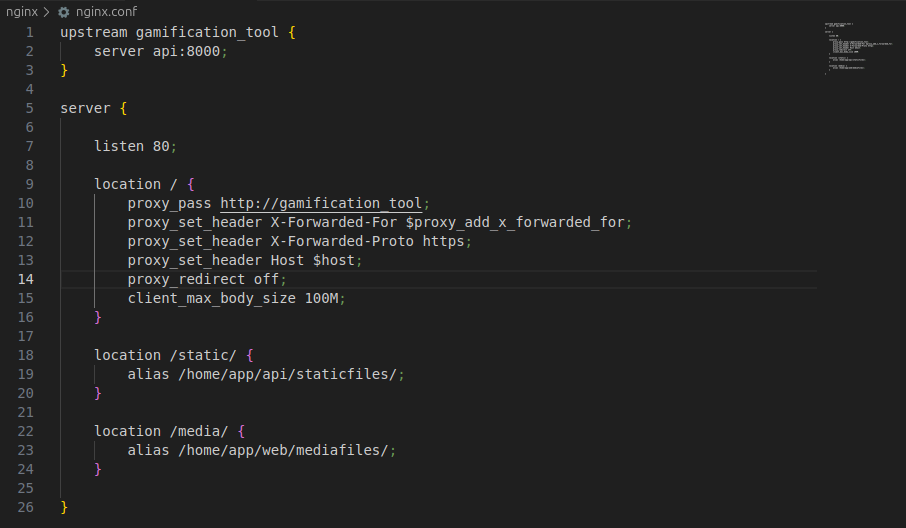 nginx > nginx.conf
1 upstream gamification_tool {
2     server api:8000;
3 }
4
5 server {
6
7     listen 80;
8
9     location / {
10         proxy_pass http://gamification_tool;
11         proxy_set_header X-Forwarded-For $proxy_add_x_forwarded_for;
12         proxy_set_header X-Forwarded-Proto https;
13         proxy_set_header Host $host;
14         proxy_redirect off;
15         client_max_body_size 100M;
16     }
17
18     location /static/ {
19         alias /home/app/api/staticfiles/;
20     }
21
22     location /media/ {
23         alias /home/app/web/mediafiles/;
24     }
25
26 }